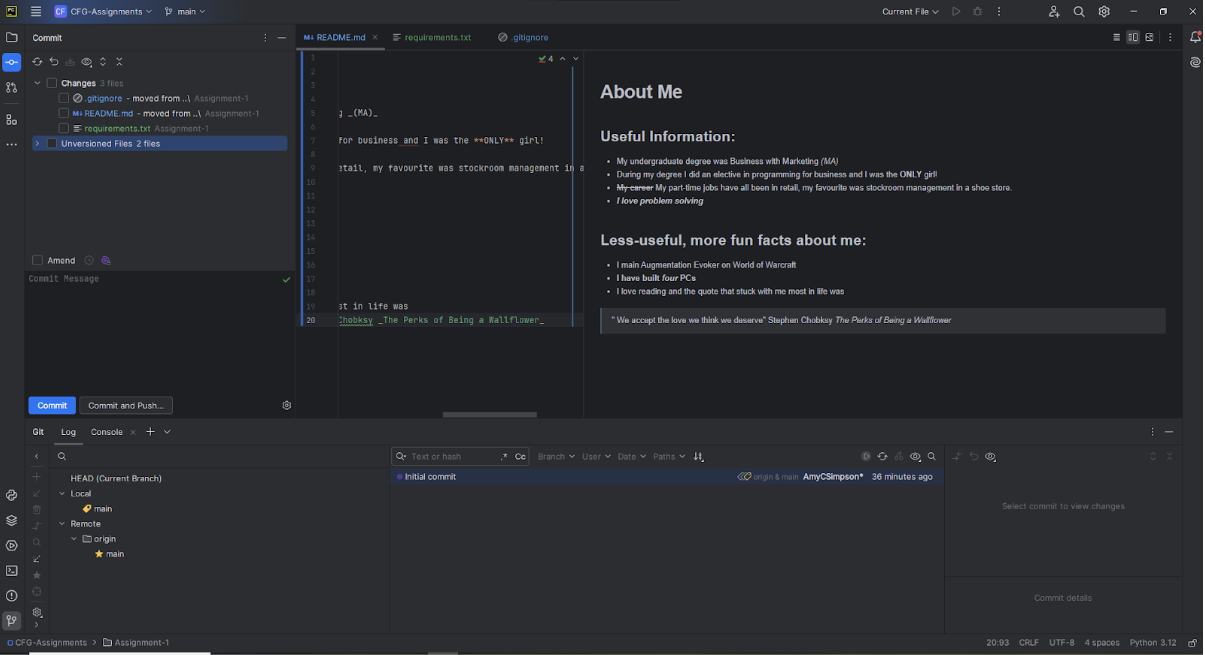 PC CF CFG-Assignments main Current File
Commit
README.md requirements.txt .gitignore
Changes 3 files
.gitignore - moved from ..\ Assignment-1
README.md - moved from ..\ Assignment-1
requirements.txt Assignment-1
Unversioned Files 2 files
Amend
Commit Message
Commit Commit and Push...
4
1
2
3
4
5 g _(MA)_
6
7 for business and I was the **ONLY** girl!
8
9 etail, my favourite was stockroom management in a
10
11
12
13
14
15
16
17
18
19 st in life was
20 Chobksy _The Perks of Being a Wallflower_
About Me
Useful Information:
• My undergraduate degree was Business with Marketing (MA)
• During my degree I did an elective in programming for business and I was the ONLY girl!
• My career My part-time jobs have all been in retail, my favourite was stockroom management in a shoe store.
• I love problem solving
Less-useful, more fun facts about me:
• I main Augmentation Evoker on World of Warcraft
• I have built four PCs
• I love reading and the quote that stuck with me most in life was
" We accept the love we think we deserve" Stephen Chobksy The Perks of Being a Wallflower
Git Log Console
HEAD (Current Branch)
Local
main
Remote
origin
main
Text or hash .* Cc Branch User Date Paths
Initial commit origin & main AmyCSimpson* 36 minutes ago
Select commit to view changes
Commit details
CFG-Assignments > Assignment-1 20:93 CRLF UTF-8 4 spaces Python 3.12